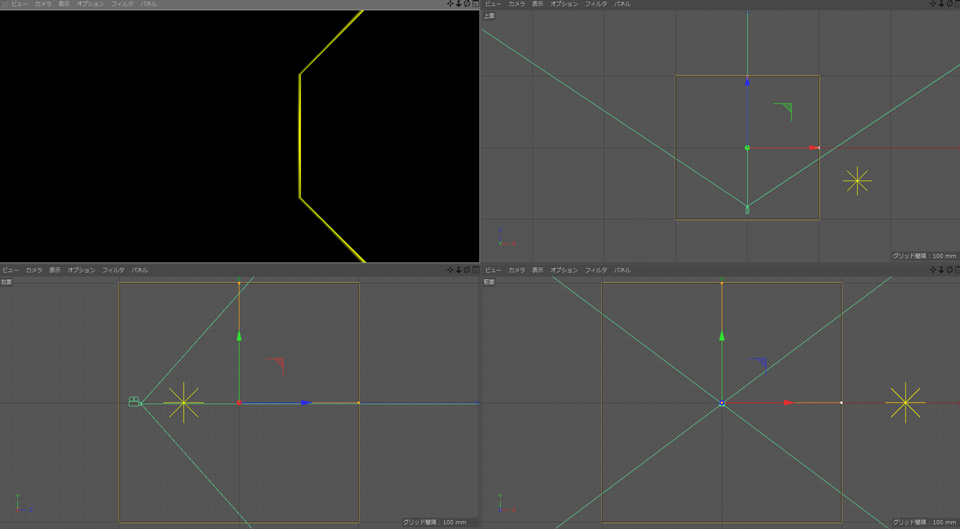 ビュー カメラ 表示 オプション フィルタ パネル
ビュー カメラ 表示 オプション フィルタ パネル
上面
グリッド間隔 : 100 mm
ビュー カメラ 表示 オプション フィルタ パネル
右面
グリッド間隔 : 100 mm
ビュー カメラ 表示 オプション フィルタ パネル
前面
グリッド間隔 : 100 mm